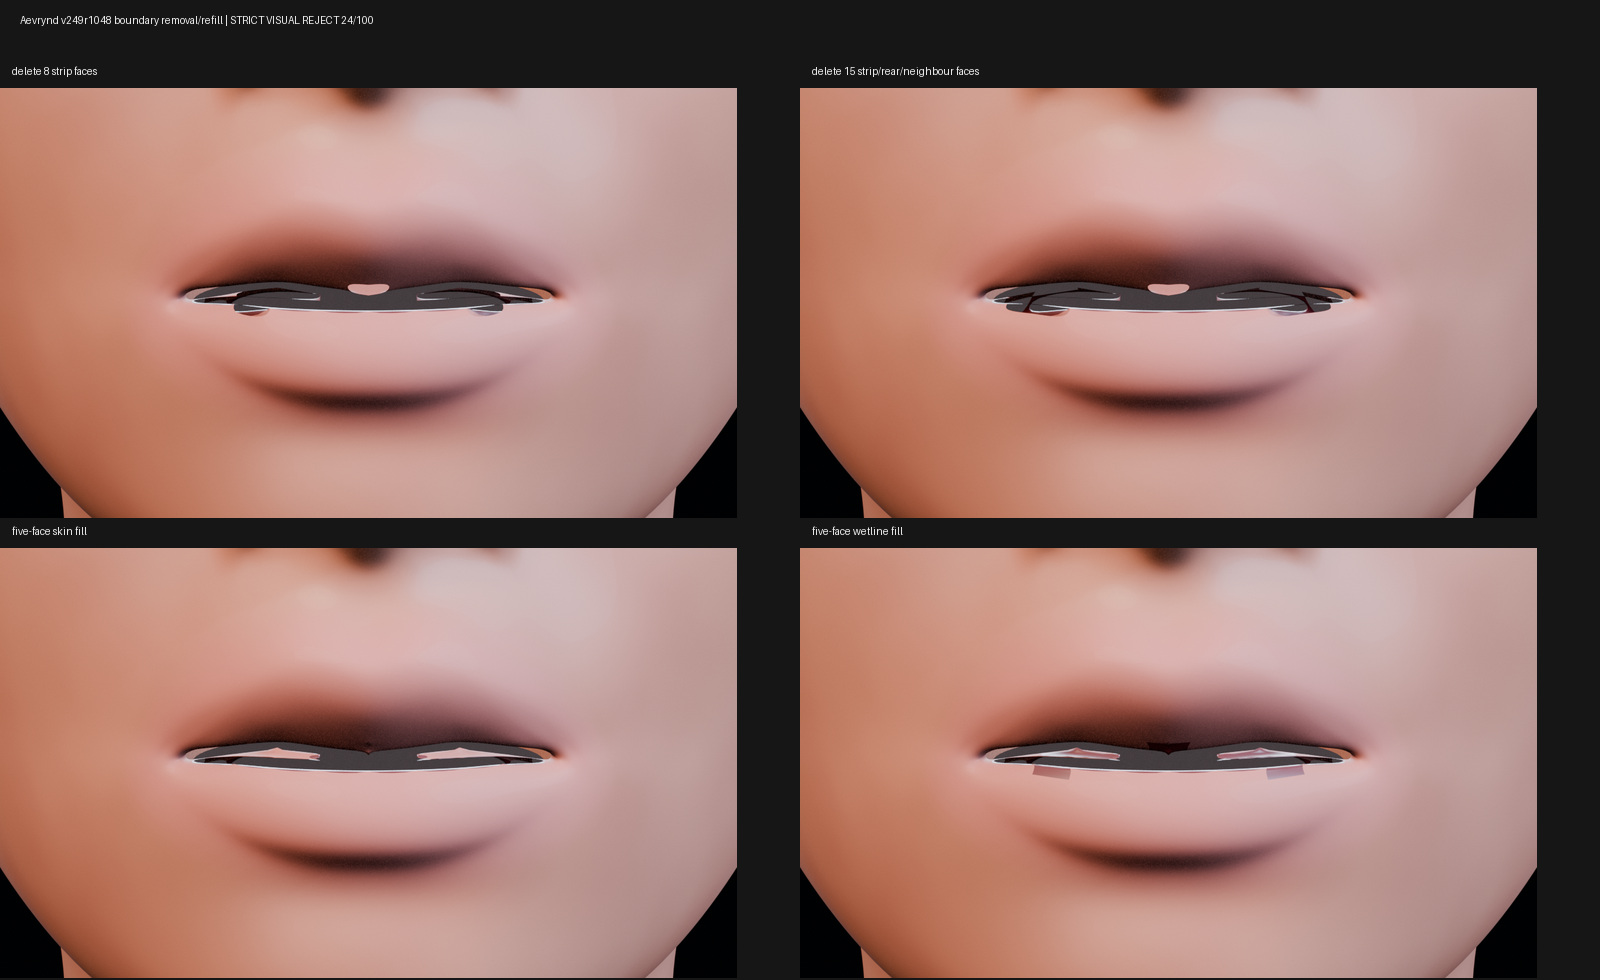 Aevrynd v249r1048 boundary removal/refill | STRICT VISUAL REJECT 24/100
delete 8 strip faces
delete 15 strip/rear/neighbour faces
five-face skin fill
five-face wetline fill